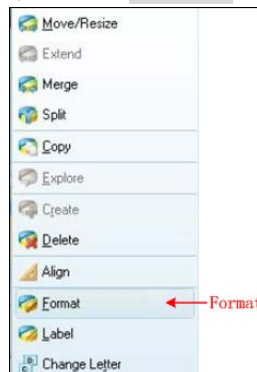 Move/Resize
Extend
Merge
Split
Copy
Explore
Create
Delete
Align
Format
Format
Label
Change Letter